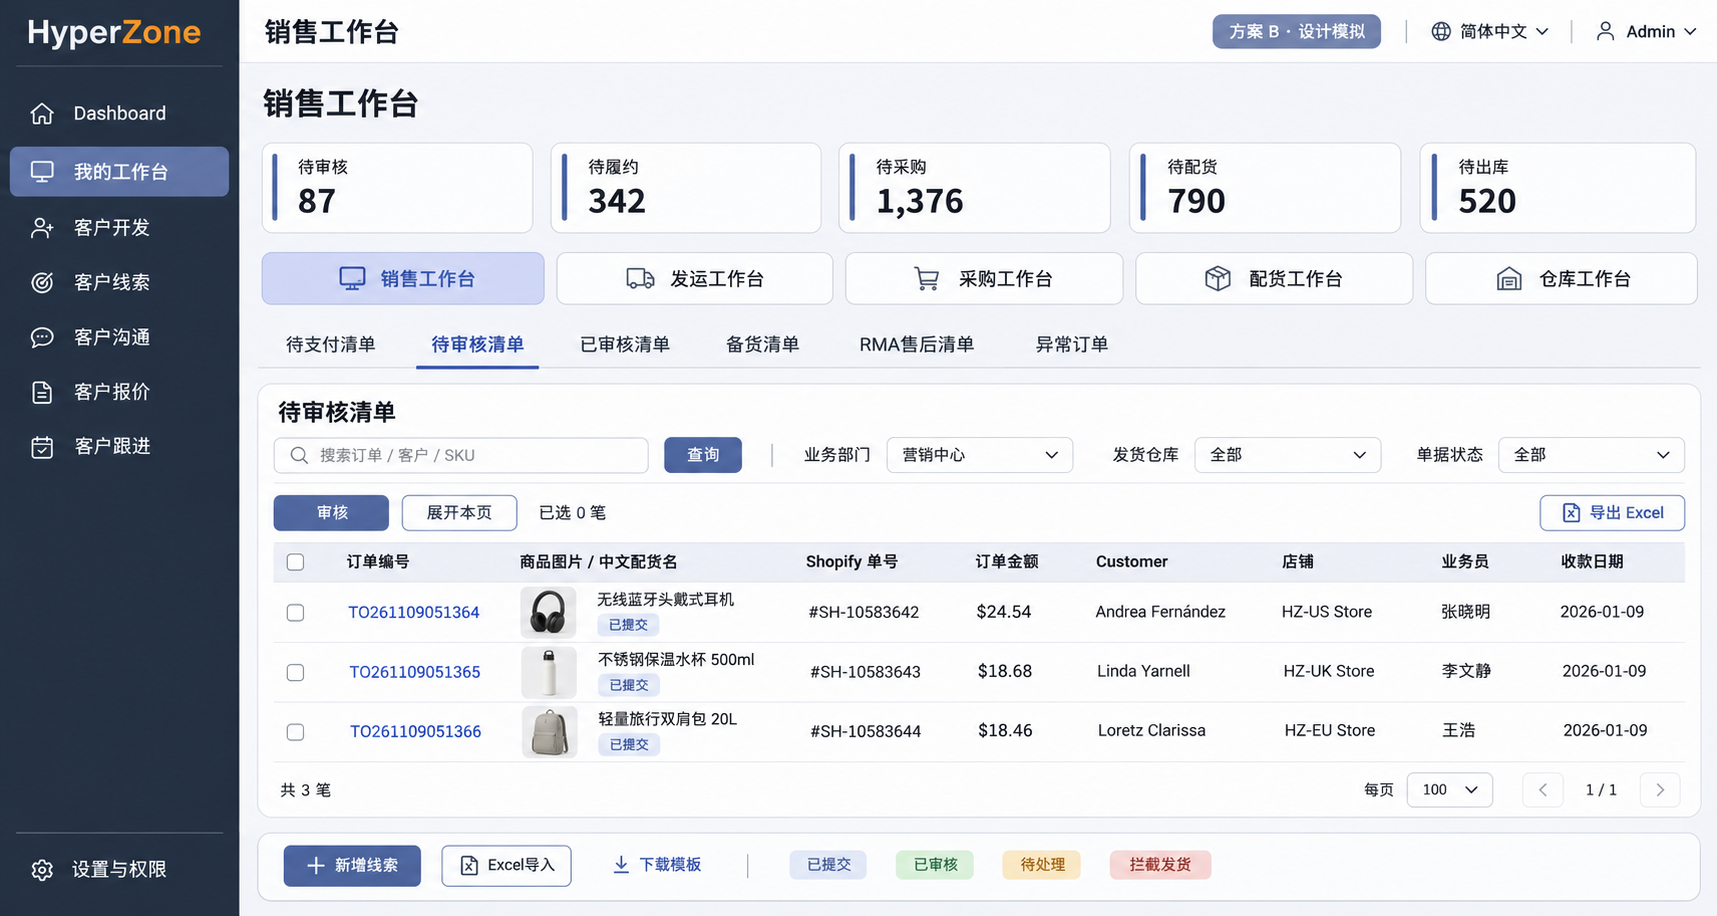 HyperZone
Dashboard
我的工作台
客户开发
客户线索
客户沟通
客户报价
客户跟进
设置与权限
销售工作台
方案 B · 设计模拟
简体中文
Admin
销售工作台
待审核
87
待履约
342
待采购
1,376
待配货
790
待出库
520
销售工作台
发运工作台
采购工作台
配货工作台
仓库工作台
待支付清单
待审核清单
已审核清单
备货清单
RMA售后清单
异常订单
待审核清单
搜索订单 / 客户 / SKU
查询
业务部门
营销中心
发货仓库
全部
单据状态
全部
审核
展开本页
已选 0 笔
导出 Excel
订单编号 商品图片 / 中文配货名 Shopify 单号 订单金额 Customer 店铺 业务员 收款日期
TO261109051364 无线蓝牙头戴式耳机 #SH-10583642 $24.54 Andrea Fernández HZ-US Store 张晓明 2026-01-09
已提交
TO261109051365 不锈钢保温水杯 500ml #SH-10583643 $18.68 Linda Yarnell HZ-UK Store 李文静 2026-01-09
已提交
TO261109051366 轻量旅行双肩包 20L #SH-10583644 $18.46 Loretz Clarissa HZ-EU Store 王浩 2026-01-09
已提交
共 3 笔
每页
100
1 / 1
新增线索
Excel导入
下载模板
已提交
已审核
待处理
拦截发货